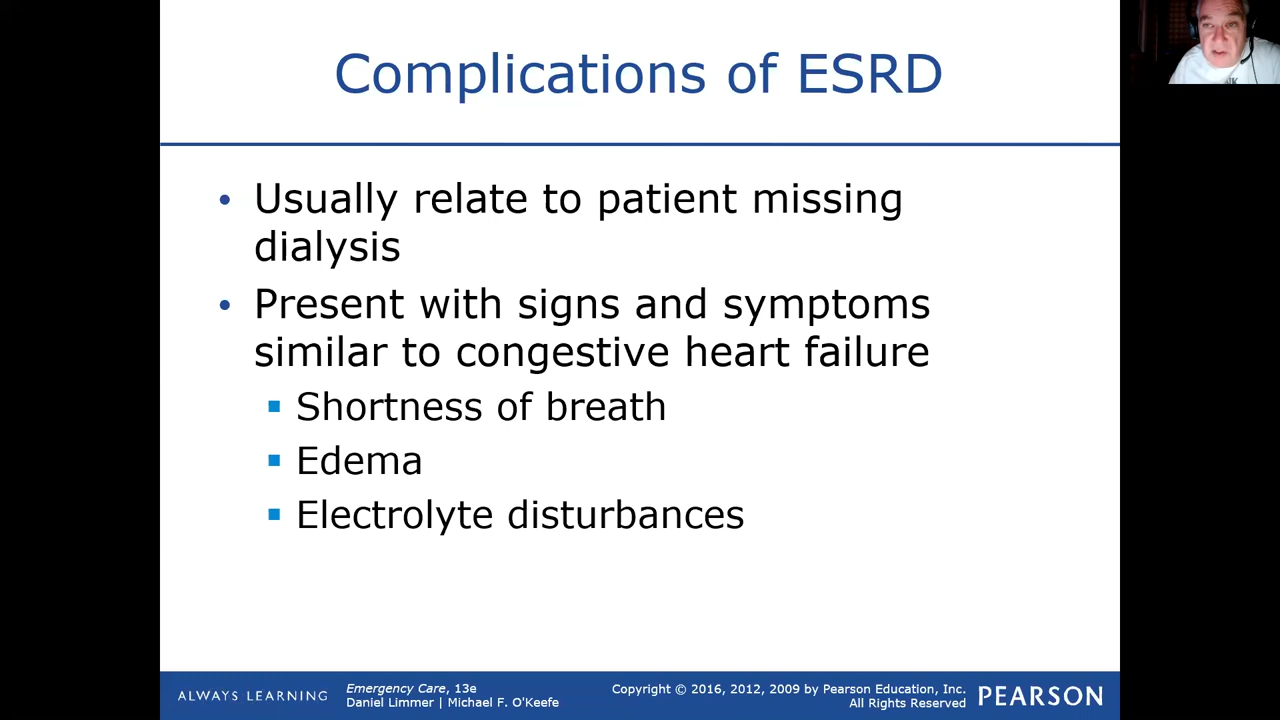 Complications of ESRD
• Usually relate to patient missing
dialysis
• Present with signs and symptoms
similar to congestive heart failure
▪ Shortness of breath
▪ Edema
▪ Electrolyte disturbances
ALWAYS LEARNING
Emergency Care, 13e
Daniel Limmer | Michael F. O'Keefe
Copyright © 2016, 2012, 2009 by Pearson Education, Inc.
All Rights Reserved
PEARSON